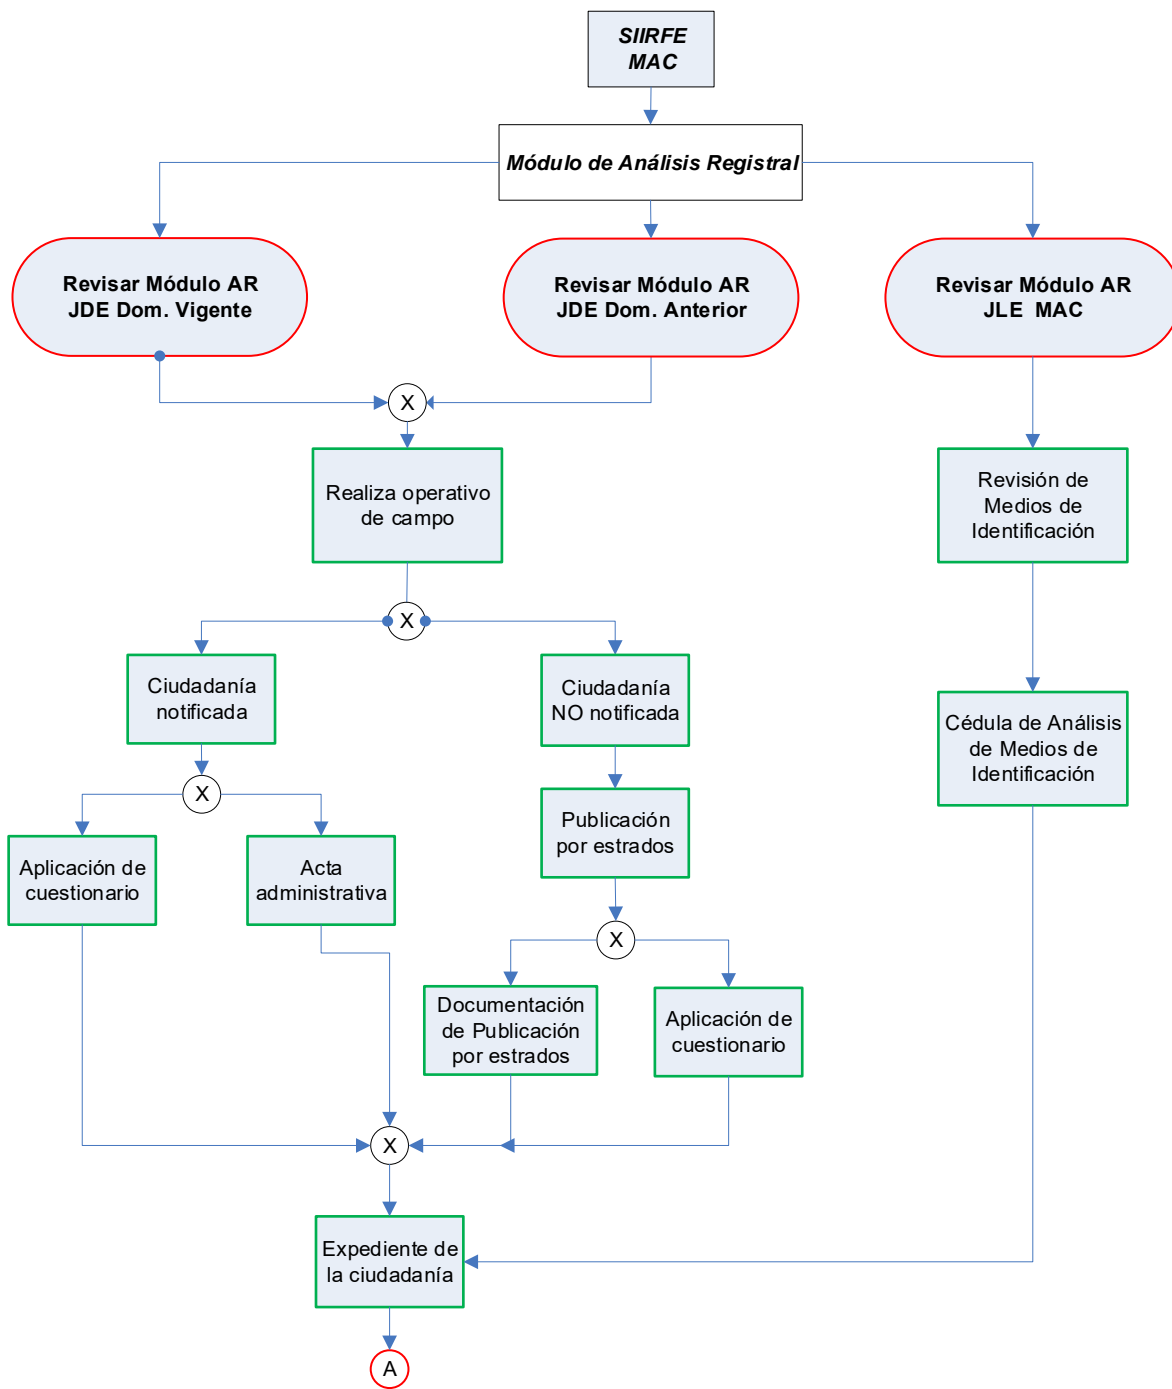 SIIRFE
MAC
Módulo de Análisis Registral
Revisar Módulo AR
JDE Dom. Vigente
Revisar Módulo AR
JDE Dom. Anterior
Revisar Módulo AR
JLE  MAC
X
Realiza operativo
de campo
Revisión de
Medios de
Identificación
X
Ciudadanía
notificada
Ciudadanía
NO notificada
Cédula de Análisis
de Medios de
Identificación
X
Publicación
por estrados
Aplicación de
cuestionario
Acta
administrativa
X
Documentación
de Publicación
por estrados
Aplicación de
cuestionario
X
Expediente de
la ciudadanía
A